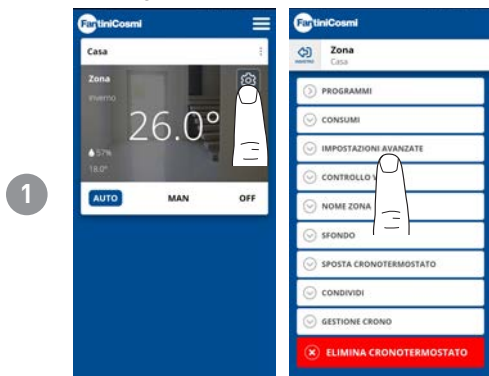 FantiniCosmi
Casa
Zona
Inverno
26.0°
57%
18.0°
AUTO MAN OFF
1
FantiniCosmi
INDIETRO
Zona
Casa
PROGRAMMI
CONSUMI
IMPOSTAZIONI AVANZATE
CONTROLLO
NOME ZONA
SFONDO
SPOSTA CRONOTERMOSTATO
CONDIVIDI
GESTIONE CRONO
ELIMINA CRONOTERMOSTATO